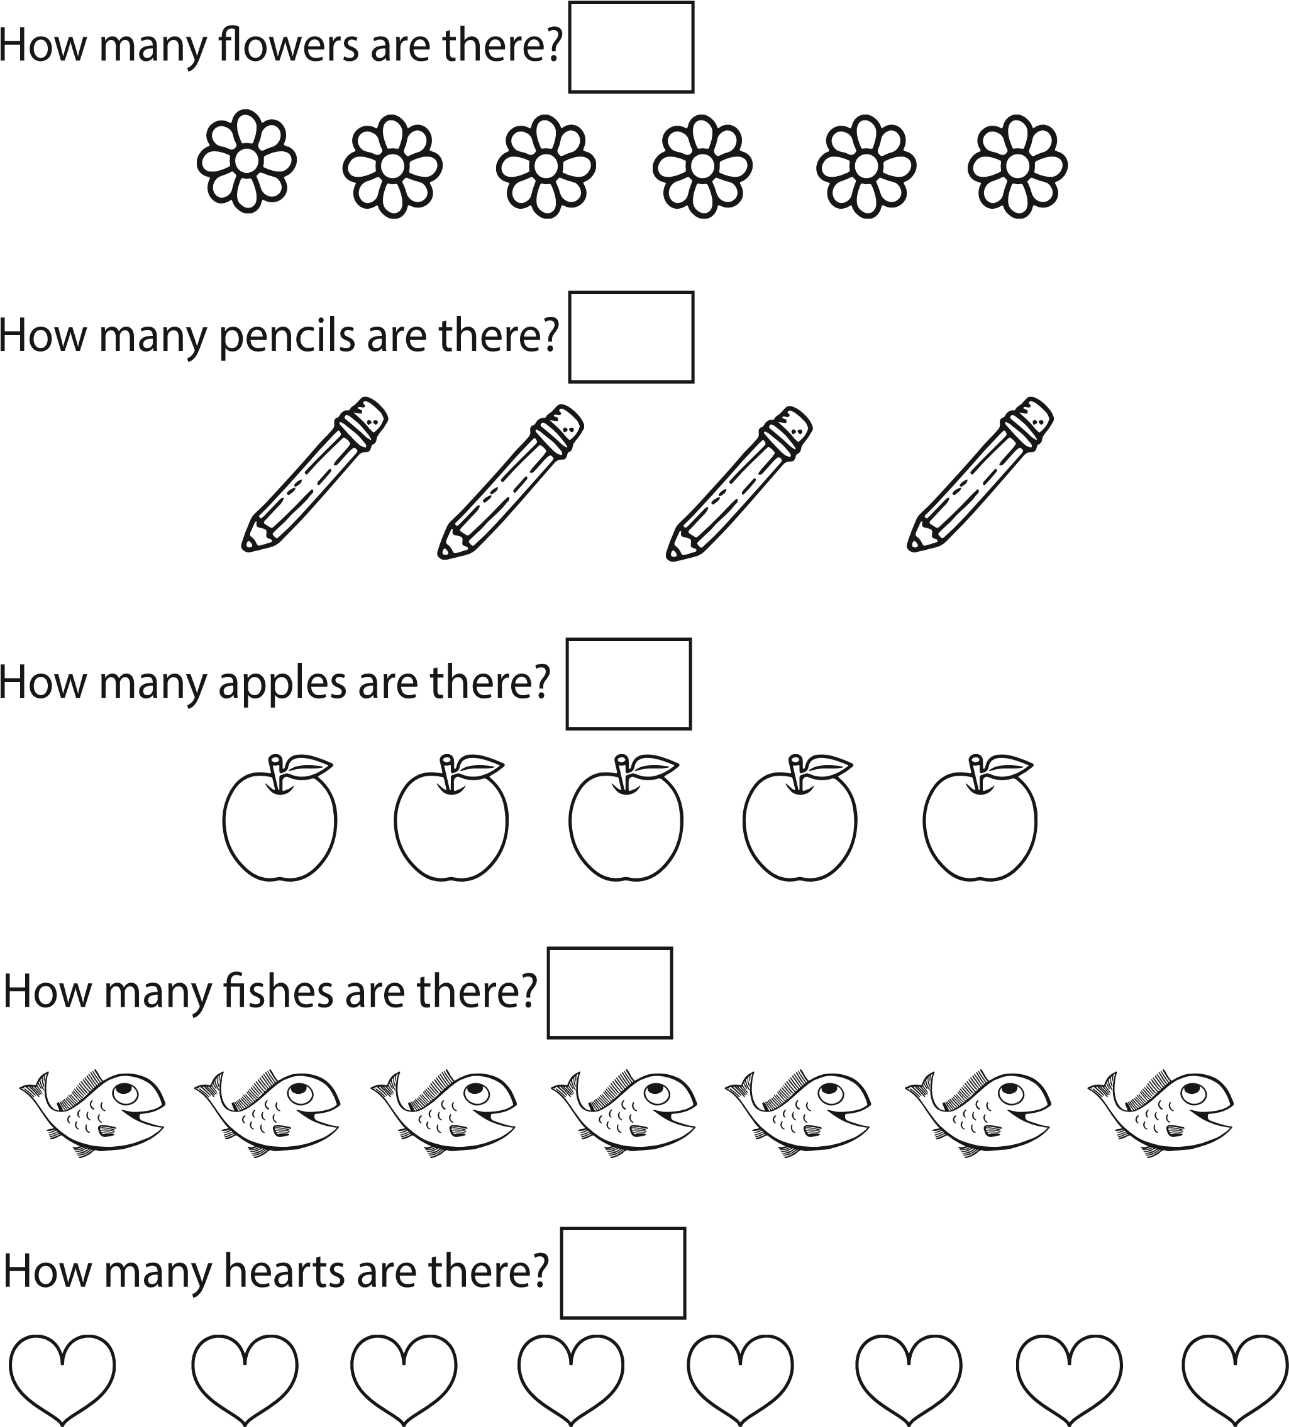 How many flowers are there?
How many pencils are there?
How many apples are there?
How many fishes are there?
How many hearts are there?